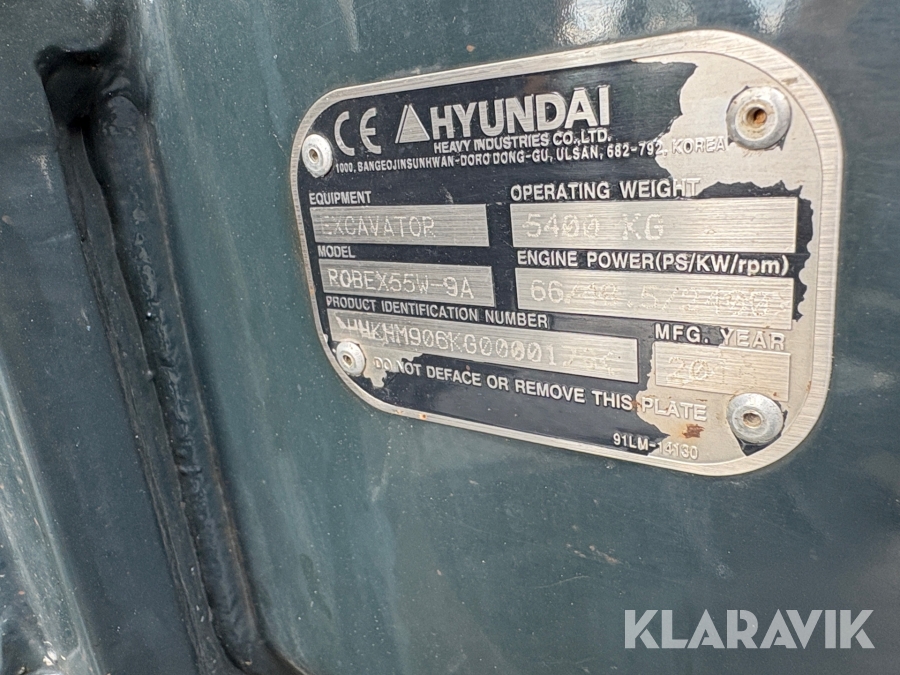 CE HYUNDAI
HEAVY INDUSTRIES CO.,LTD.
1000, BANGEOJINSUNHWAN-DORO DONG-GU, ULSAN, 682-792, KOREA
EQUIPMENT
EXCAVATOR
OPERATING WEIGHT
5400 KG
MODEL
ROBEX55W-9A
ENGINE POWER(PS/KW/rpm)
PRODUCT IDENTIFICATION NUMBER
MFG. YEAR
DO NOT DEFACE OR REMOVE THIS PLATE
91LM-14130
KLARAVIK